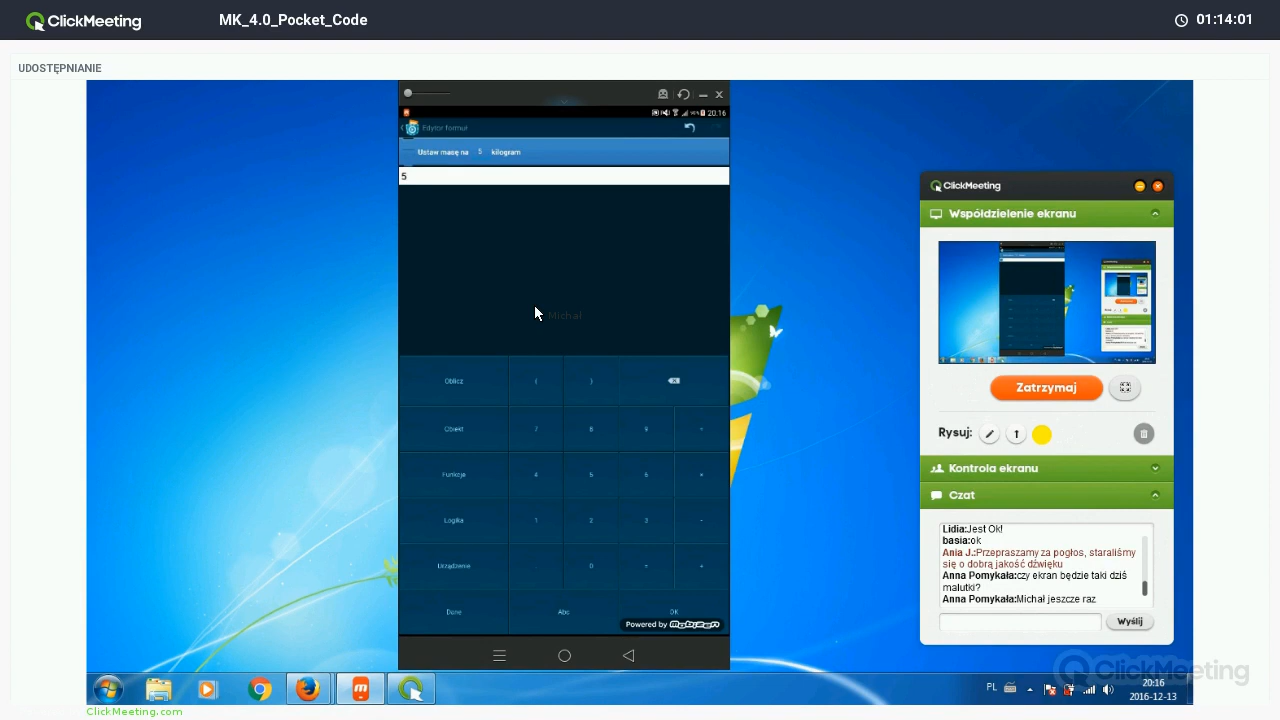 ClickMeeting
MK_4.0_Pocket_Code
01:14:01
UDOSTĘPNIANIE
20:16
Edytor formuł
Ustaw masę na 5 kilogram
5
Michał
Oblicz ( )
Obiekt 7 8 9 ÷
Funkcje 4 5 6 ×
Logika 1 2 3 -
Urządzenie . 0 = +
Dane Abc OK
Powered by mobizen
ClickMeeting
Współdzielenie ekranu
Zatrzymaj
Rysuj:
Kontrola ekranu
Czat
Lidia:Jest Ok!
basia:ok
Ania J.:Przepraszamy za pogłos, staraliśmy
się o dobrą jakość dźwięku
Anna Pomykała:czy ekran będzie taki dziś
malutki?
Anna Pomykała:Michał jeszcze raz
Wyślij
ClickMeeting
PL
20:16
2016-12-13
ClickMeeting.com